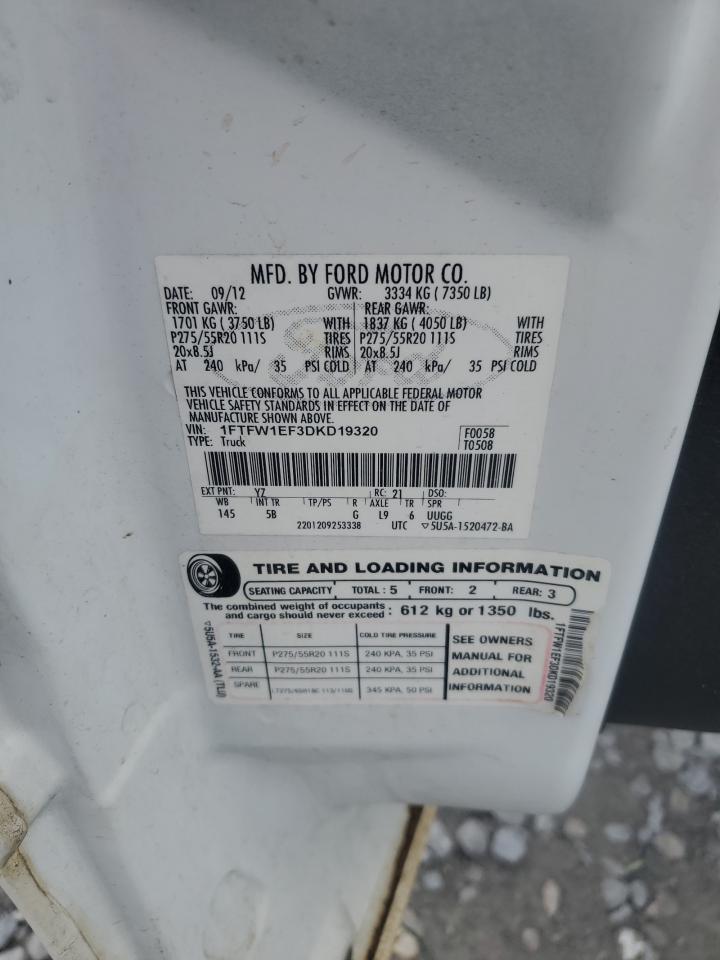 MFD. BY FORD MOTOR CO.
DATE: 09/12 GVWR: 3334 KG ( 7350 LB)
FRONT GAWR: REAR GAWR:
1701 KG ( 3750 LB) WITH 1837 KG ( 4050 LB) WITH
P275/55R20 111S TIRES P275/55R20 111S TIRES
20x8.5J RIMS 20x8.5J RIMS
AT 240 kPa/ 35 PSI COLD AT 240 kPa/ 35 PSI COLD
THIS VEHICLE CONFORMS TO ALL APPLICABLE FEDERAL MOTOR
VEHICLE SAFETY STANDARDS IN EFFECT ON THE DATE OF
MANUFACTURE SHOWN ABOVE.
VIN: 1FTFW1EF3DKD19320 F0058
TYPE: Truck T0508
EXT PNT: YZ RC: 21 DSO:
WB INT TR TP/PS R AXLE TR SPR
145 5B G L9 6 UUGG
2201209253338 UTC ▽5U5A-1520472-BA
TIRE AND LOADING INFORMATION
SEATING CAPACITY TOTAL : 5 FRONT: 2 REAR: 3
The combined weight of occupants
and cargo should never exceed : 612 kg or 1350 lbs.
TIRE SIZE COLD TIRE PRESSURE
FRONT P275/55R20 111S 240 KPA, 35 PSI
REAR P275/55R20 111S 240 KPA, 35 PSI
SPARE 345 KPA, 50 PSI
SEE OWNERS
MANUAL FOR
ADDITIONAL
INFORMATION
▽5U5A-1532-AA (TLU)
1FTFW1EF3DKD19320